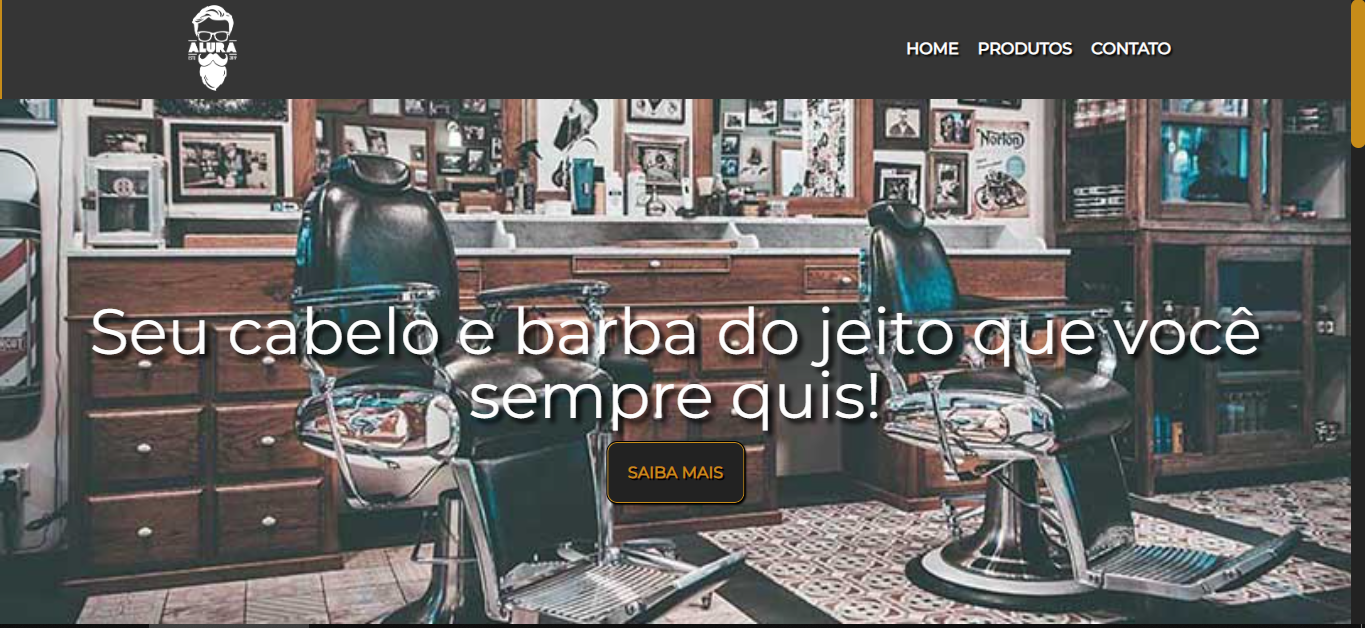 ALURA
HOME PRODUTOS CONTATO
Norton
Seu cabelo e barba do jeito que você
sempre quis!
SAIBA MAIS